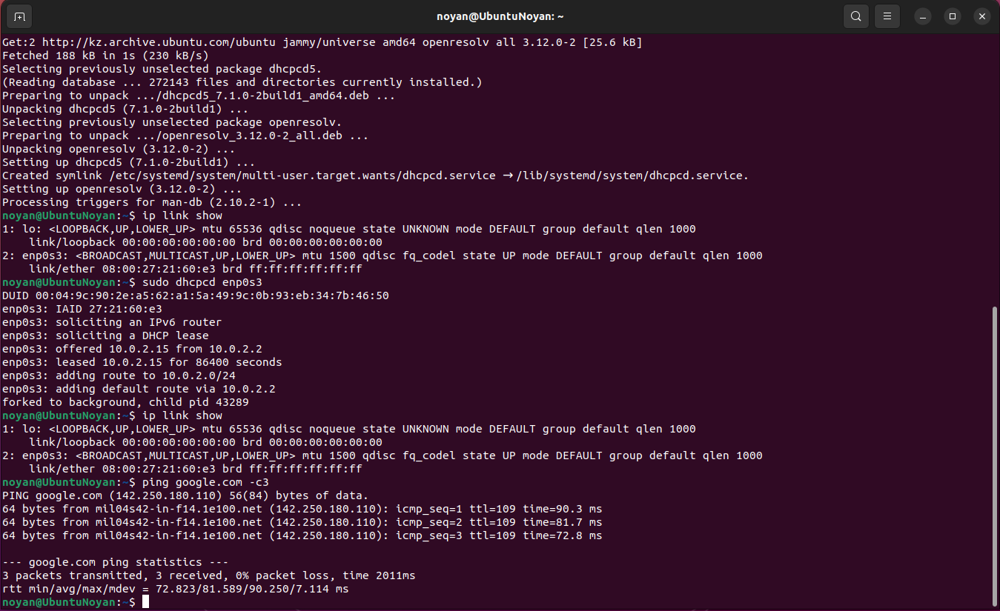 noyan@UbuntuNoyan: ~
Get:2 http://kz.archive.ubuntu.com/ubuntu jammy/universe amd64 openresolv all 3.12.0-2 [25.6 kB]
Fetched 188 kB in 1s (230 kB/s)
Selecting previously unselected package dhcpcd5.
(Reading database ... 272143 files and directories currently installed.)
Preparing to unpack .../dhcpcd5_7.1.0-2build1_amd64.deb ...
Unpacking dhcpcd5 (7.1.0-2build1) ...
Selecting previously unselected package openresolv.
Preparing to unpack .../openresolv_3.12.0-2_all.deb ...
Unpacking openresolv (3.12.0-2) ...
Setting up dhcpcd5 (7.1.0-2build1) ...
Created symlink /etc/systemd/system/multi-user.target.wants/dhcpcd.service → /lib/systemd/system/dhcpcd.service.
Setting up openresolv (3.12.0-2) ...
Processing triggers for man-db (2.10.2-1) ...
noyan@UbuntuNoyan:~$ ip link show
1: lo: <LOOPBACK,UP,LOWER_UP> mtu 65536 qdisc noqueue state UNKNOWN mode DEFAULT group default qlen 1000
    link/loopback 00:00:00:00:00:00 brd 00:00:00:00:00:00
2: enp0s3: <BROADCAST,MULTICAST,UP,LOWER_UP> mtu 1500 qdisc fq_codel state UP mode DEFAULT group default qlen 1000
    link/ether 08:00:27:21:60:e3 brd ff:ff:ff:ff:ff:ff
noyan@UbuntuNoyan:~$ sudo dhcpcd enp0s3
DUID 00:04:9c:90:2e:a5:62:a1:5a:49:9c:0b:93:eb:34:7b:46:50
enp0s3: IAID 27:21:60:e3
enp0s3: soliciting an IPv6 router
enp0s3: soliciting a DHCP lease
enp0s3: offered 10.0.2.15 from 10.0.2.2
enp0s3: leased 10.0.2.15 for 86400 seconds
enp0s3: adding route to 10.0.2.0/24
enp0s3: adding default route via 10.0.2.2
forked to background, child pid 43289
noyan@UbuntuNoyan:~$ ip link show
1: lo: <LOOPBACK,UP,LOWER_UP> mtu 65536 qdisc noqueue state UNKNOWN mode DEFAULT group default qlen 1000
    link/loopback 00:00:00:00:00:00 brd 00:00:00:00:00:00
2: enp0s3: <BROADCAST,MULTICAST,UP,LOWER_UP> mtu 1500 qdisc fq_codel state UP mode DEFAULT group default qlen 1000
    link/ether 08:00:27:21:60:e3 brd ff:ff:ff:ff:ff:ff
noyan@UbuntuNoyan:~$ ping google.com -c3
PING google.com (142.250.180.110) 56(84) bytes of data.
64 bytes from mil04s42-in-f14.1e100.net (142.250.180.110): icmp_seq=1 ttl=109 time=90.3 ms
64 bytes from mil04s42-in-f14.1e100.net (142.250.180.110): icmp_seq=2 ttl=109 time=81.7 ms
64 bytes from mil04s42-in-f14.1e100.net (142.250.180.110): icmp_seq=3 ttl=109 time=72.8 ms

--- google.com ping statistics ---
3 packets transmitted, 3 received, 0% packet loss, time 2011ms
rtt min/avg/max/mdev = 72.823/81.589/90.250/7.114 ms
noyan@UbuntuNoyan:~$